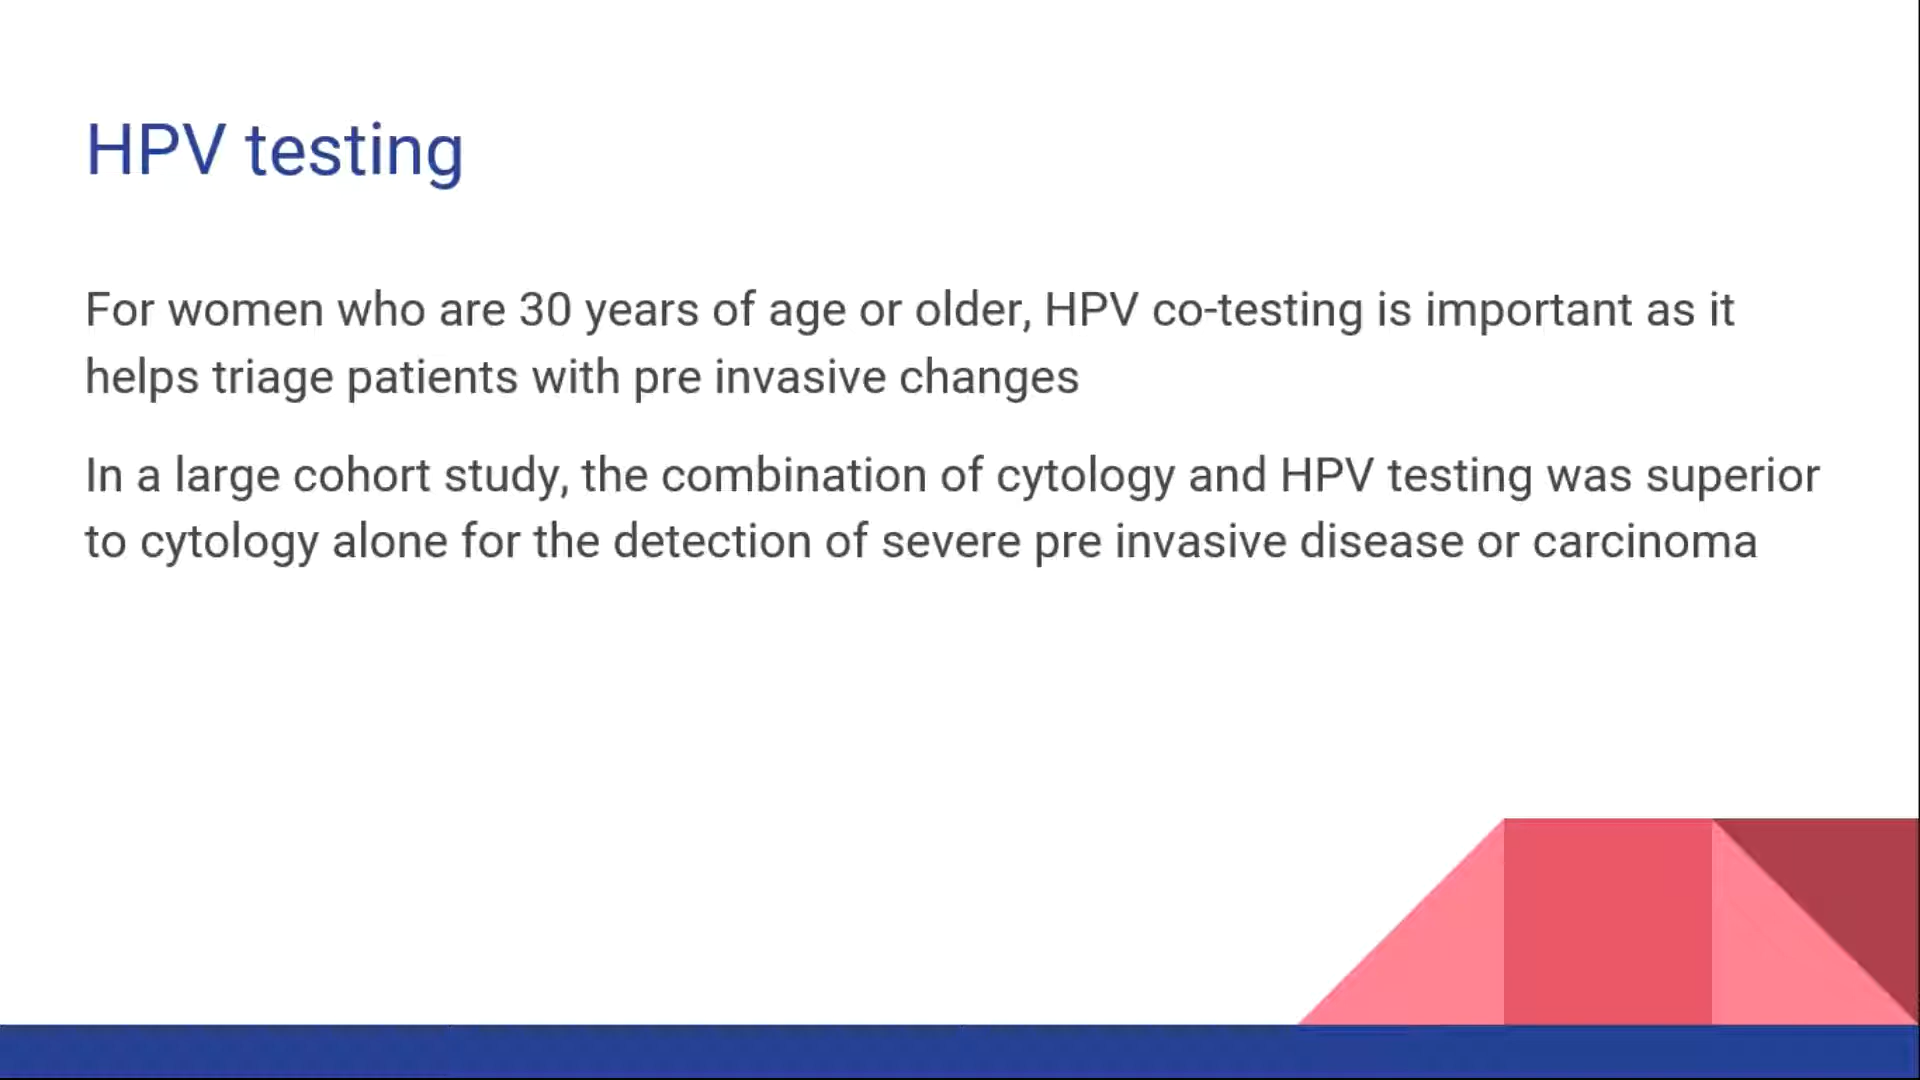 HPV testing
For women who are 30 years of age or older, HPV co-testing is important as it
helps triage patients with pre invasive changes
In a large cohort study, the combination of cytology and HPV testing was superior
to cytology alone for the detection of severe pre invasive disease or carcinoma